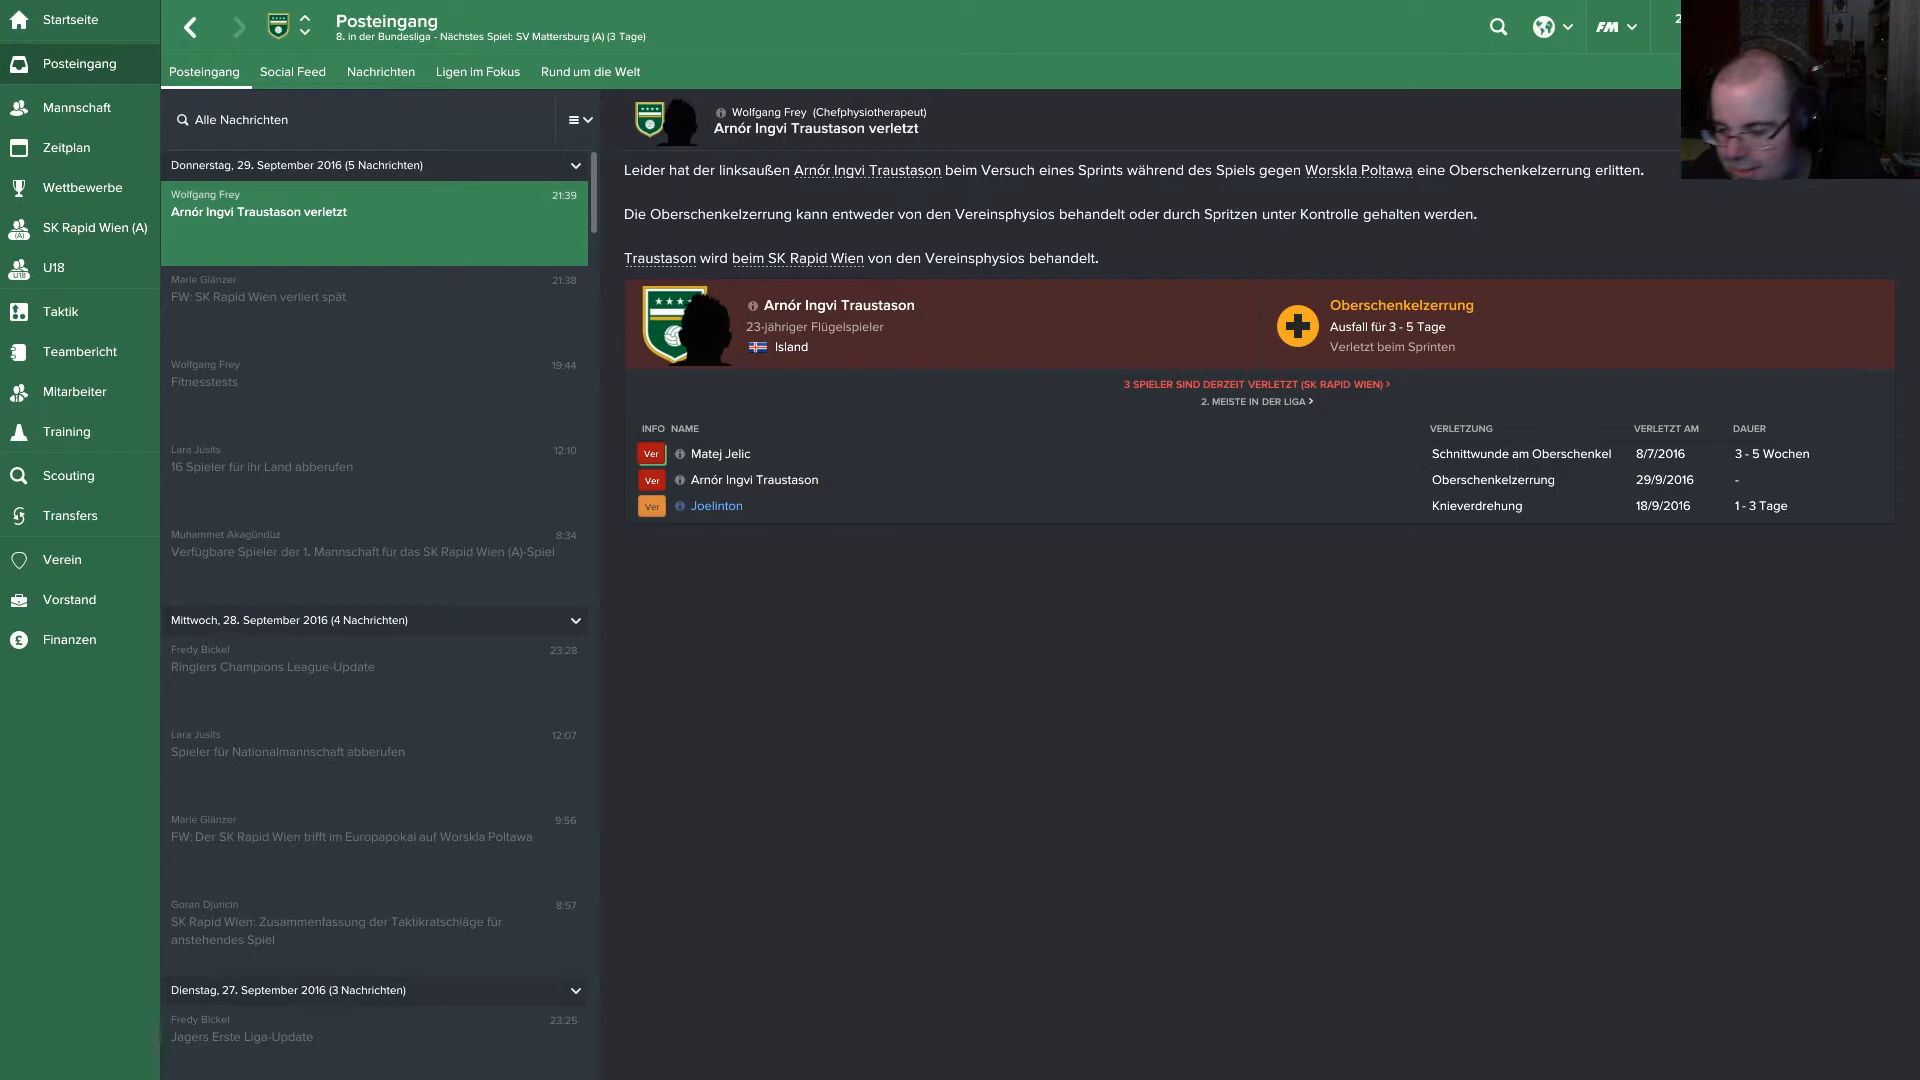 Startseite
Posteingang
Mannschaft
Zeitplan
Wettbewerbe
SK Rapid Wien (A)
U18
Taktik
Teambericht
Mitarbeiter
Training
Scouting
Transfers
Verein
Vorstand
Finanzen
Posteingang
8. in der Bundesliga - Nächstes Spiel: SV Mattersburg (A) (3 Tage)
FM
2
Posteingang Social Feed Nachrichten Ligen im Fokus Rund um die Welt
Alle Nachrichten
Donnerstag, 29. September 2016 (5 Nachrichten)
Wolfgang Frey 21:39
Arnór Ingvi Traustason verletzt
Marie Glänzer 21:38
FW: SK Rapid Wien verliert spät
Wolfgang Frey 19:44
Fitnesstests
Lara Jusits 12:10
16 Spieler für ihr Land abberufen
Muhammet Akagündüz 8:34
Verfügbare Spieler der 1. Mannschaft für das SK Rapid Wien (A)-Spiel
Mittwoch, 28. September 2016 (4 Nachrichten)
Fredy Bickel 23:28
Ringlers Champions League-Update
Lara Jusits 12:07
Spieler für Nationalmannschaft abberufen
Marie Glänzer 9:56
FW: Der SK Rapid Wien trifft im Europapokal auf Worskla Poltawa
Goran Djuricin 8:57
SK Rapid Wien: Zusammenfassung der Taktikratschläge für
anstehendes Spiel
Dienstag, 27. September 2016 (3 Nachrichten)
Fredy Bickel 23:25
Jagers Erste Liga-Update
Wolfgang Frey (Chefphysiotherapeut)
Arnór Ingvi Traustason verletzt
Leider hat der linksaußen Arnór Ingvi Traustason beim Versuch eines Sprints während des Spiels gegen Worskla Poltawa eine Oberschenkelzerrung erlitten.
Die Oberschenkelzerrung kann entweder von den Vereinsphysios behandelt oder durch Spritzen unter Kontrolle gehalten werden.
Traustason wird beim SK Rapid Wien von den Vereinsphysios behandelt.
Arnór Ingvi Traustason
23-jähriger Flügelspieler
Island
Oberschenkelzerrung
Ausfall für 3 - 5 Tage
Verletzt beim Sprinten
3 SPIELER SIND DERZEIT VERLETZT (SK RAPID WIEN) >
2. MEISTE IN DER LIGA >
INFO NAME VERLETZUNG VERLETZT AM DAUER
Ver Matej Jelic Schnittwunde am Oberschenkel 8/7/2016 3 - 5 Wochen
Ver Arnór Ingvi Traustason Oberschenkelzerrung 29/9/2016 -
Ver Joelinton Knieverdrehung 18/9/2016 1 - 3 Tage